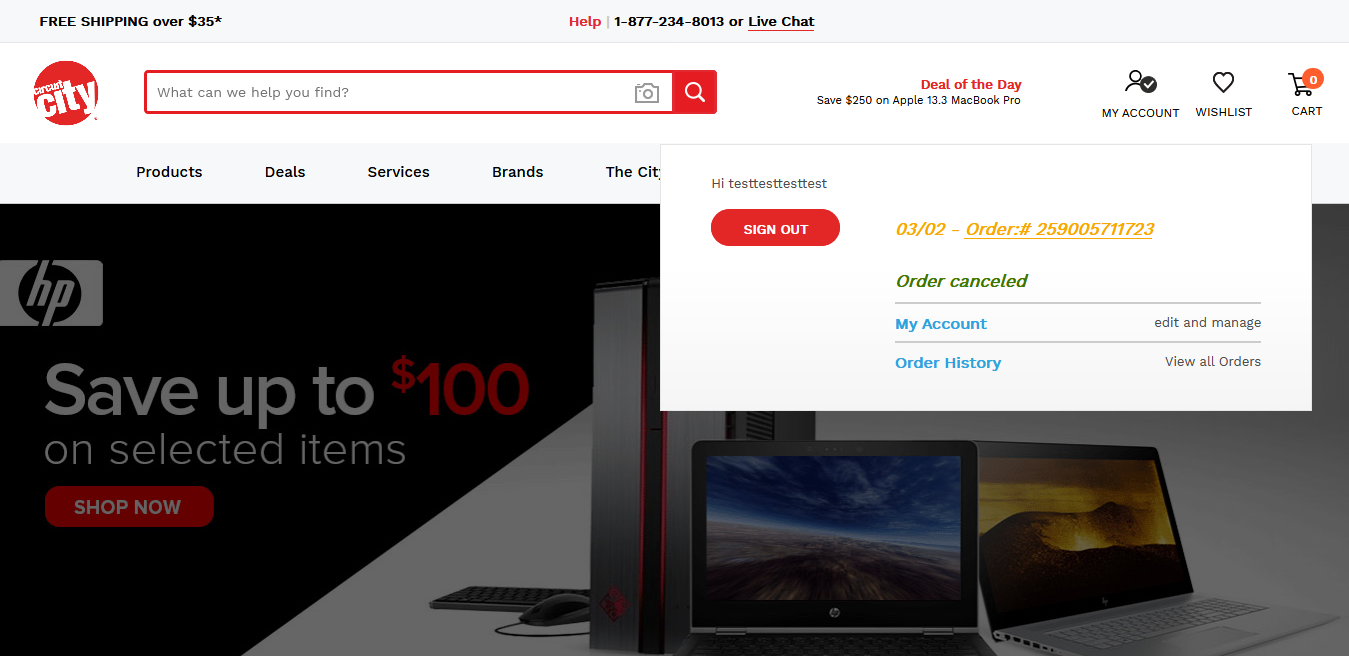 FREE SHIPPING over $35*
Help | 1-877-234-8013 or Live Chat
circuit
city
What can we help you find?
Deal of the Day
Save $250 on Apple 13.3 MacBook Pro
MY ACCOUNT
WISHLIST
0
CART
Products
Deals
Services
Brands
The City
Hi testtesttesttest
SIGN OUT
03/02 - Order:# 259005711723
Order canceled
My Account
edit and manage
Order History
View all Orders
hp
Save up to $100
on selected items
SHOP NOW
hp